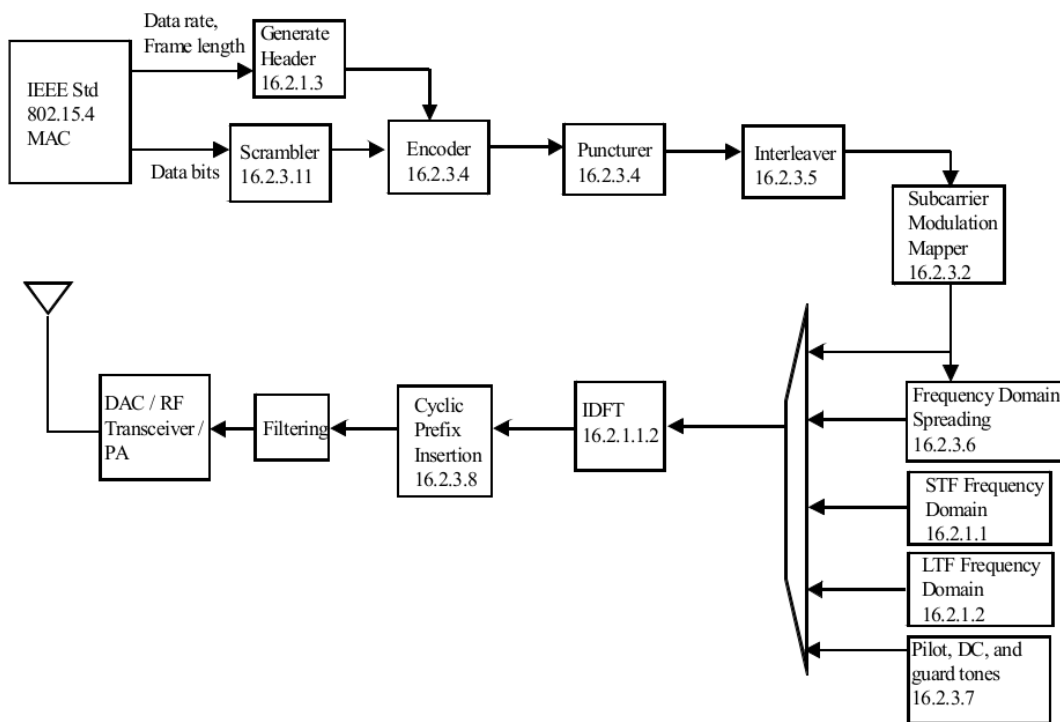 Data rate,
Frame length
Generate
Header
16.2.1.3
IEEE Std
802.15.4
MAC
Data bits
Scrambler
16.2.3.11
Encoder
16.2.3.4
Puncturer
16.2.3.4
Interleaver
16.2.3.5
Subcarrier
Modulation
Mapper
16.2.3.2
DAC / RF
Transceiver /
PA
Filtering
Cyclic
Prefix
Insertion
16.2.3.8
IDFT
16.2.1.1.2
Frequency Domain
Spreading
16.2.3.6
STF Frequency
Domain
16.2.1.1
LTF Frequency
Domain
16.2.1.2
Pilot, DC, and
guard tones
16.2.3.7